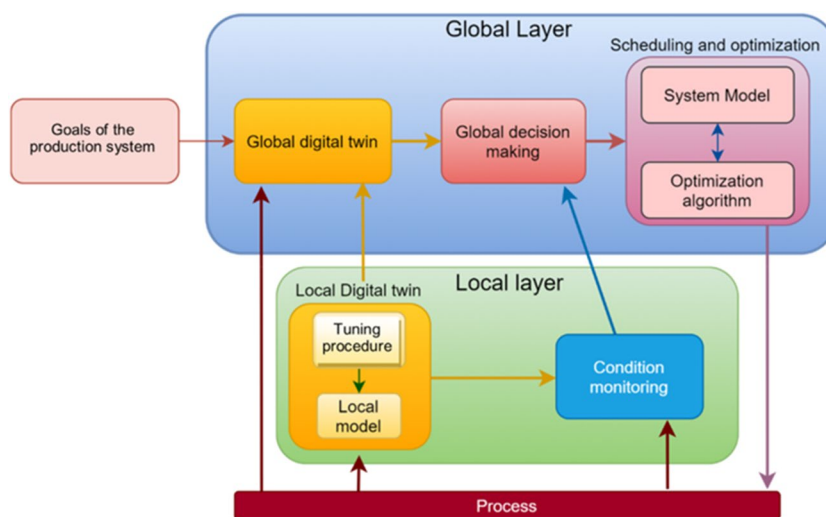 Global Layer
Scheduling and optimization
System Model
Goals of the
production system
Global digital twin
Global decision
making
Optimization
algorithm
Local layer
Local Digital twin
Tuning
procedure
Local
model
Condition
monitoring
Process